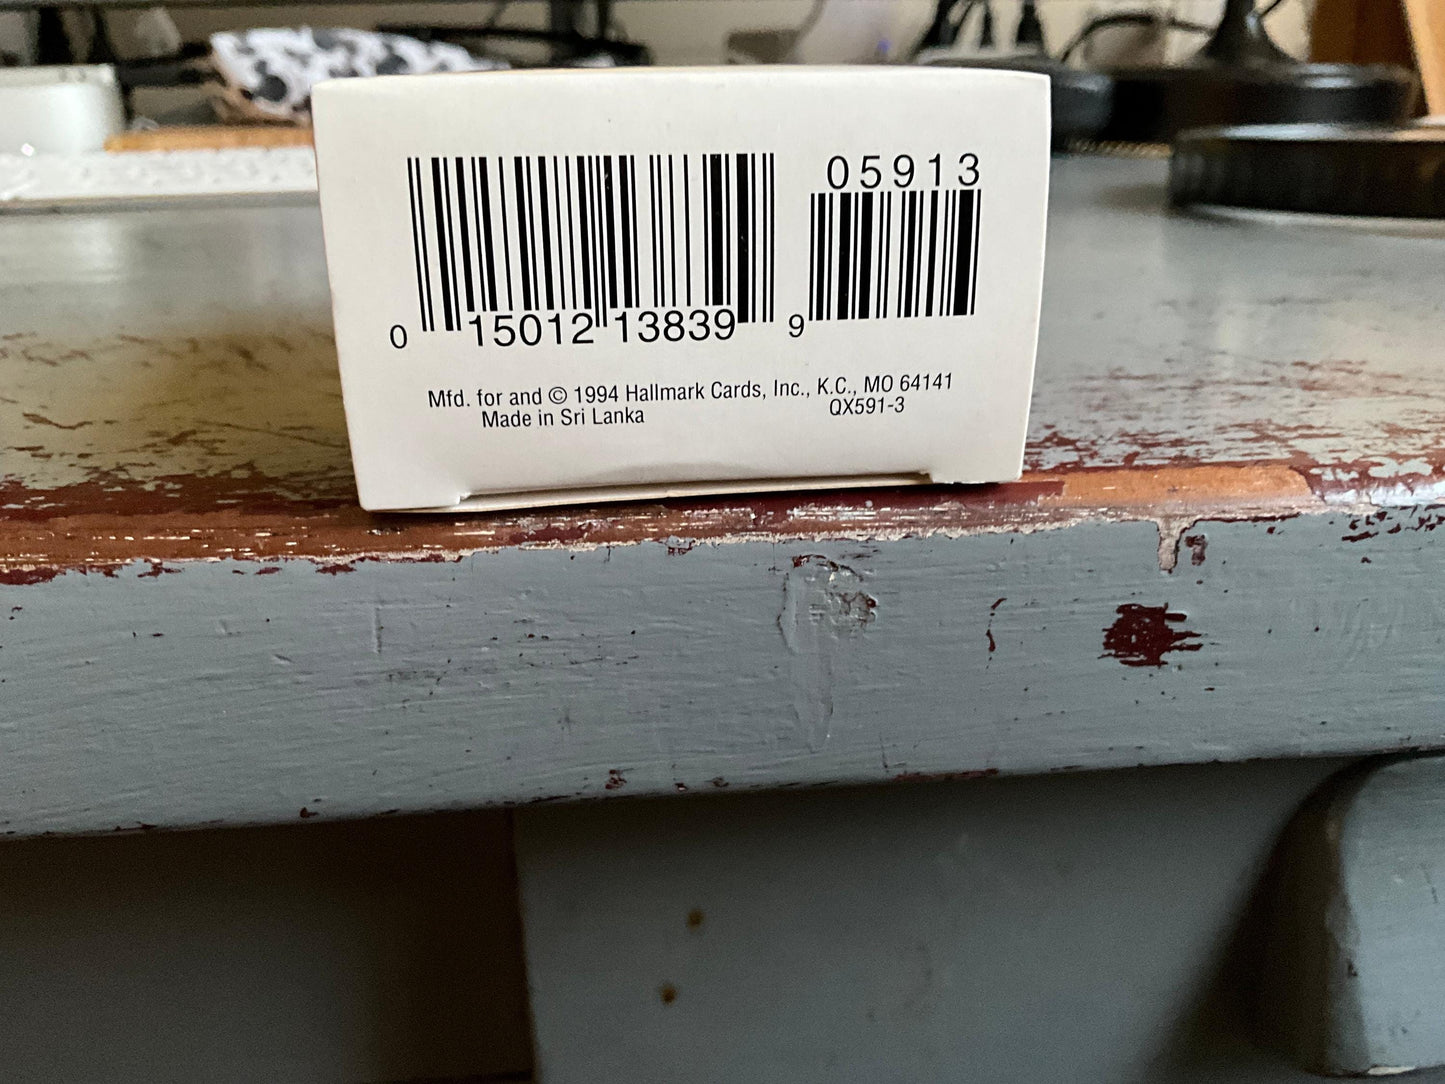 05913
0 15012 13839 9
Mfd. for and © 1994 Hallmark Cards, Inc., K.C., MO 64141
Made in Sri Lanka QX591-3